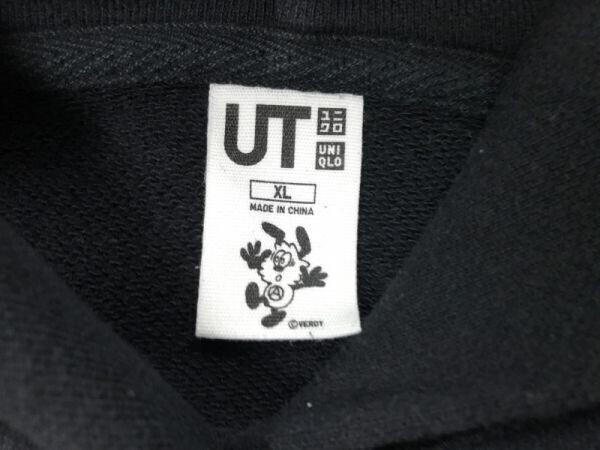 UT
ユニ
クロ
UNI
QLO
XL
MADE IN CHINA
A
©VERDY